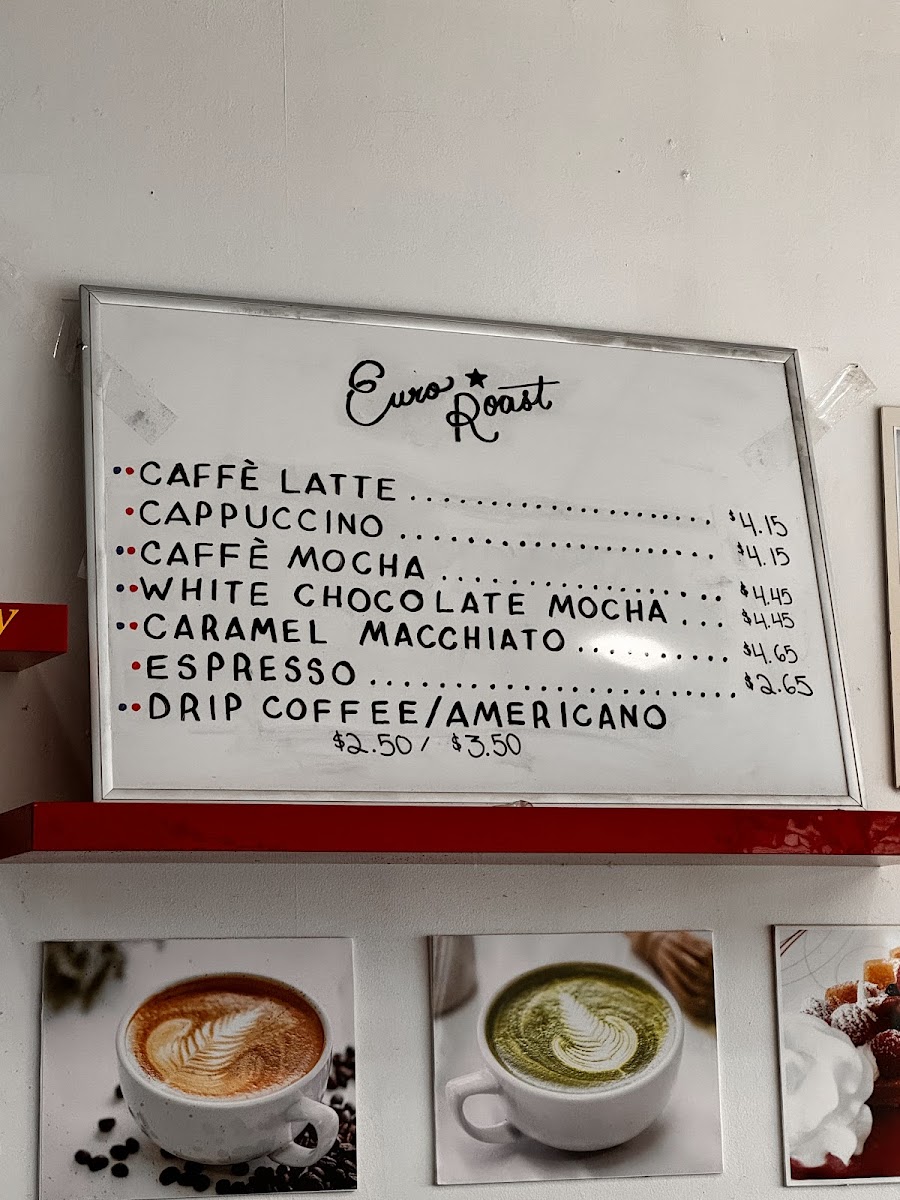 Euro ★ Roast
CAFFÈ LATTE.................$4.15
CAPPUCCINO.................$4.15
CAFFÈ MOCHA...............$4.45
WHITE CHOCOLATE MOCHA...$4.45
CARAMEL MACCHIATO..........$4.65
ESPRESSO.......................$2.65
DRIP COFFEE/AMERICANO
$2.50 / $3.50
y